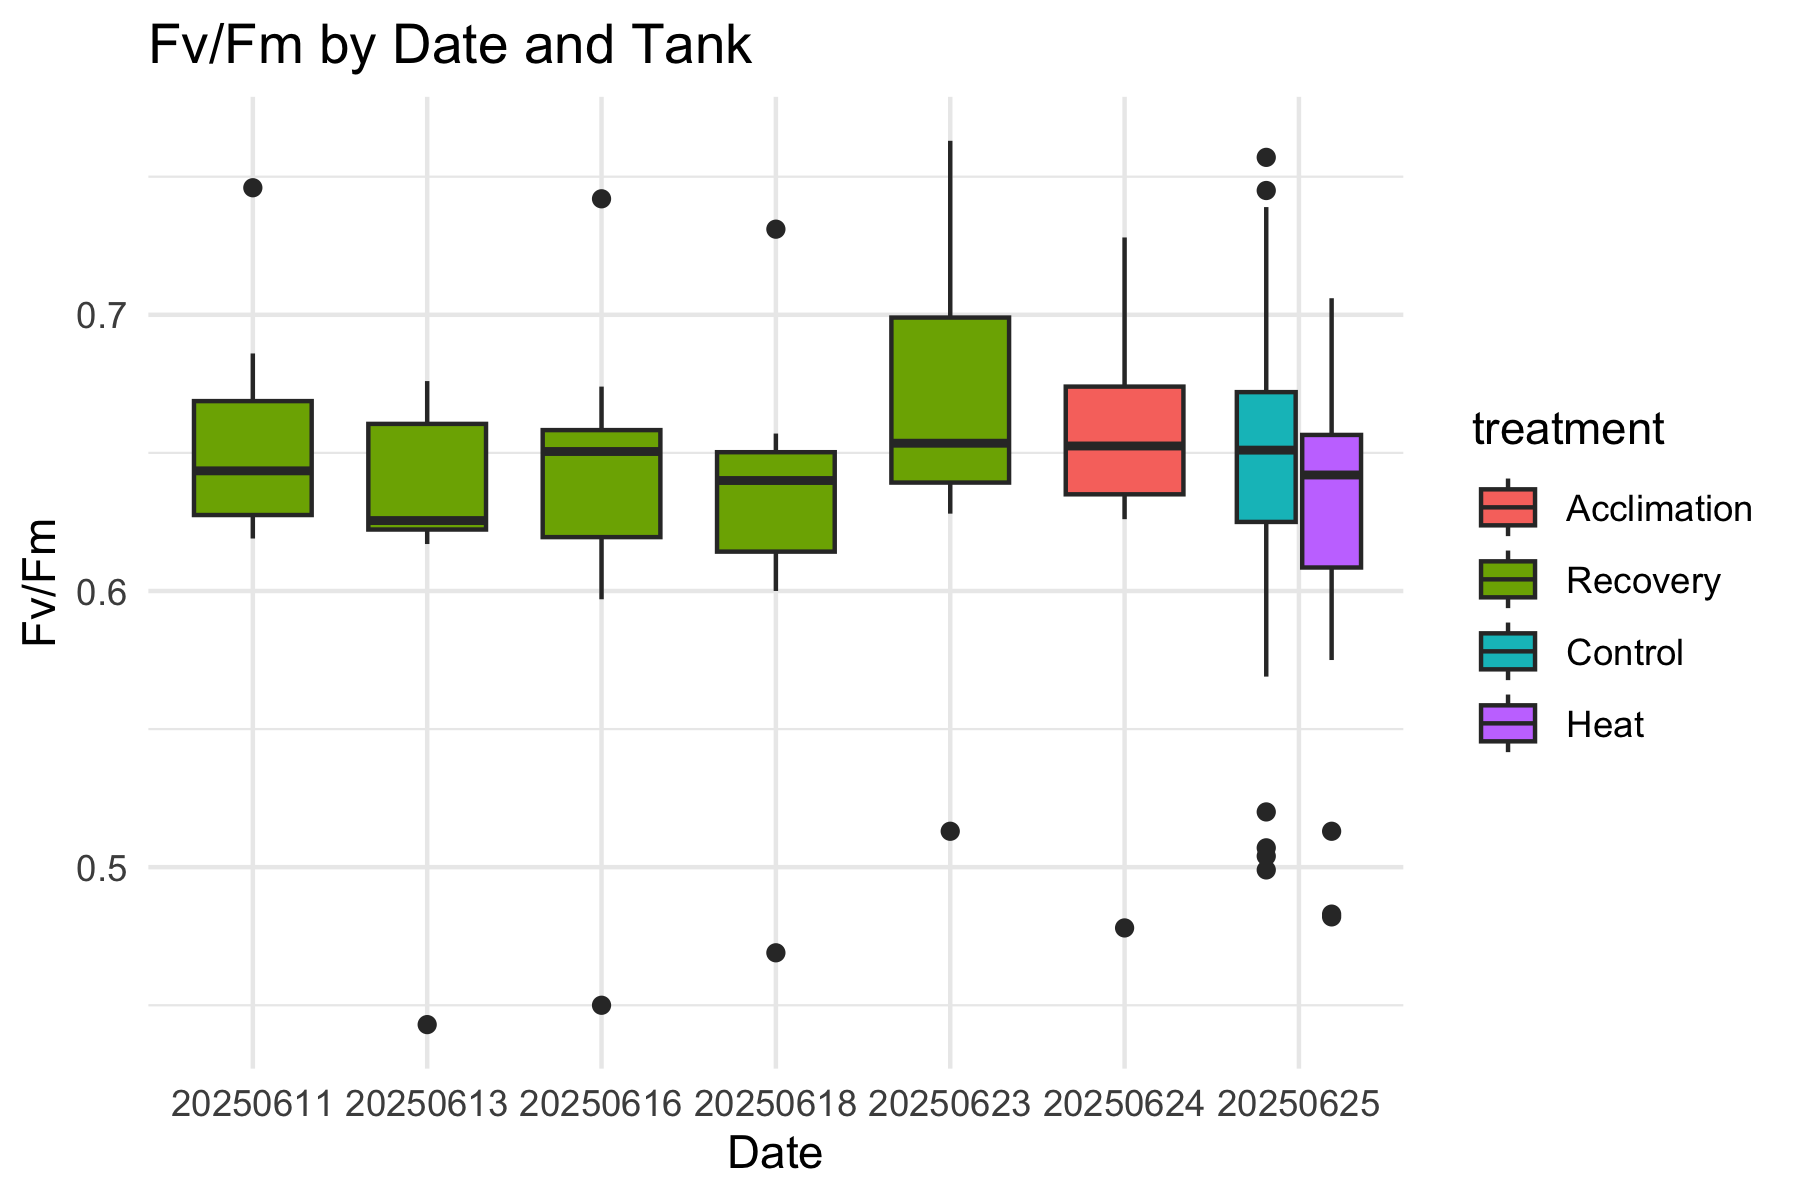 Fv/Fm by Date and Tank
Fv/Fm
0.7
0.6
0.5
20250611 20250613 20250616 20250618 20250623 20250624 20250625
Date
treatment
Acclimation
Recovery
Control
Heat